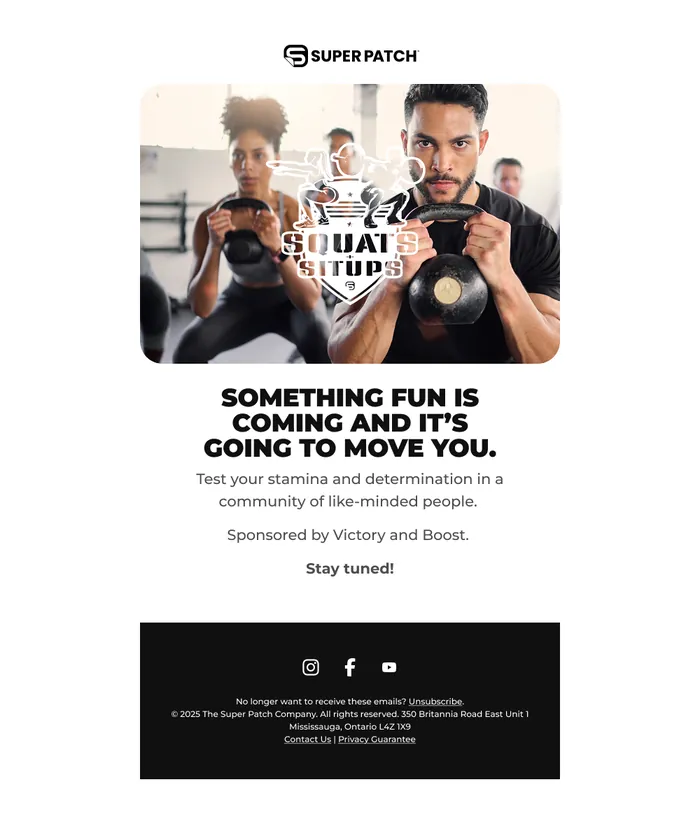 SUPER PATCH
SQUATS
SITUPS
SOMETHING FUN IS
COMING AND IT’S
GOING TO MOVE YOU.
Test your stamina and determination in a
community of like-minded people.
Sponsored by Victory and Boost.
Stay tuned!
No longer want to receive these emails? Unsubscribe.
© 2025 The Super Patch Company. All rights reserved. 350 Britannia Road East Unit 1
Mississauga, Ontario L4Z 1X9
Contact Us | Privacy Guarantee